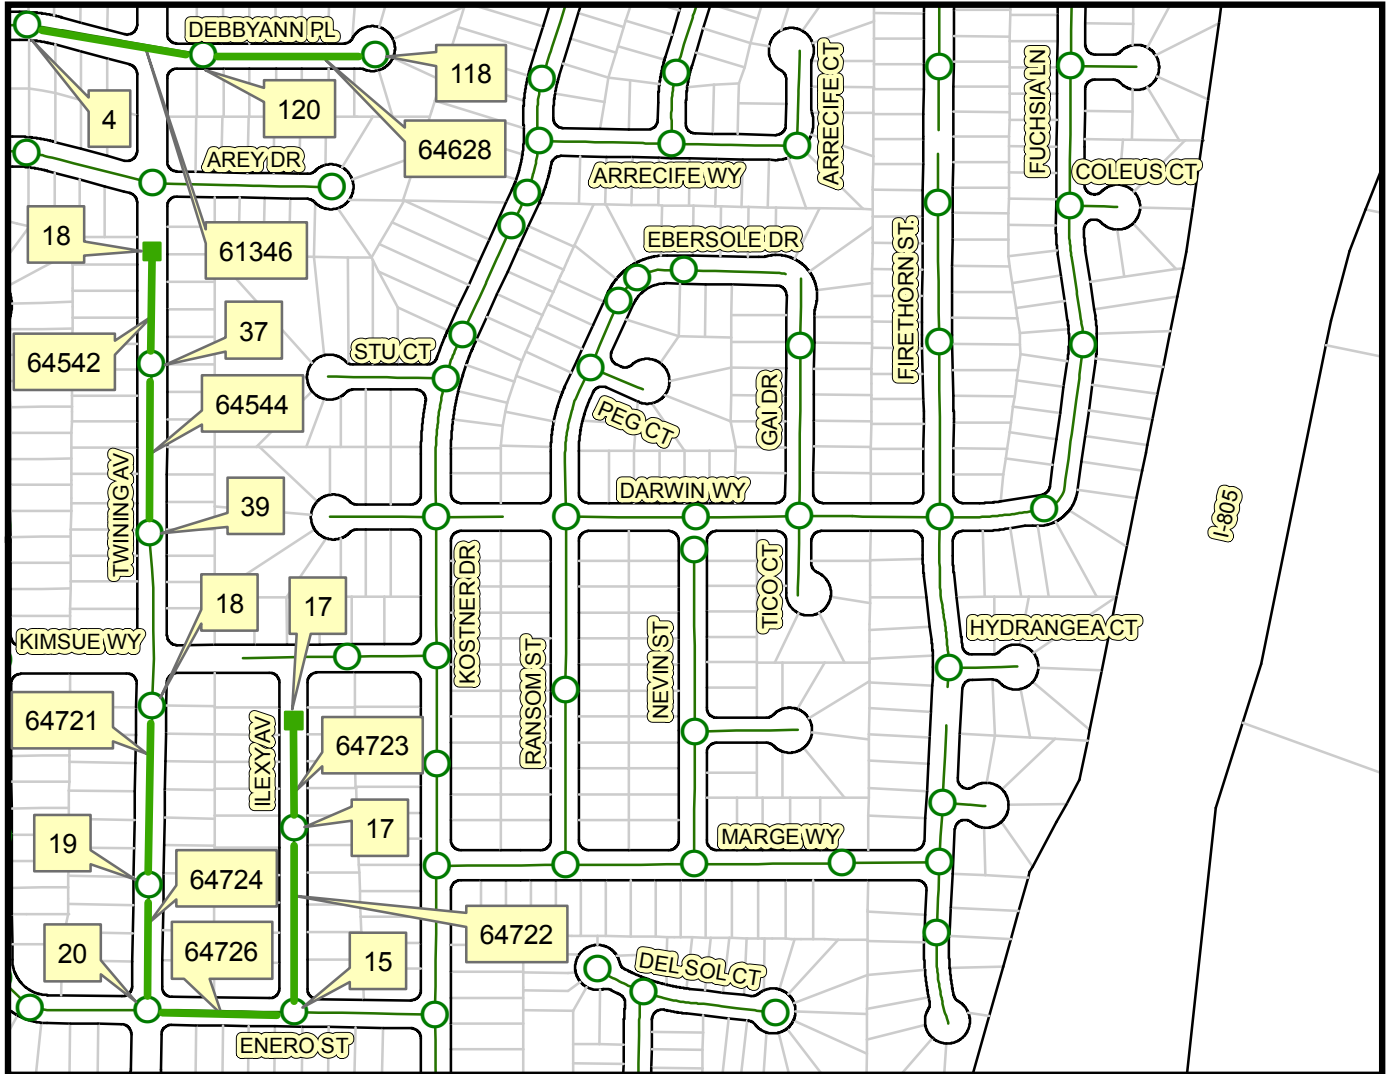 DEBBYANN PL
118
4
120
64628
ARRECIFE CT
FUCHSIA LN
AREY DR
ARRECIFE WY
COLEUS CT
18
61346
EBERSOLE DR
FIRETHORN ST.
37
64542
STU CT
64544
PEG CT
GAI DR
TWINING AV
39
DARWIN WY
I-805
18
17
KOSTNER DR
TICO CT
KIMSUE WY
HYDRANGEA CT
RANSOM ST
NEVIN ST
64721
ILEXY AV
64723
19
17
MARGE WY
64724
64722
20
64726
15
DEL SOL CT
ENERO ST